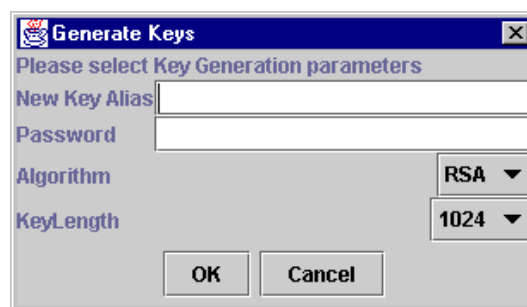 Generate Keys
Please select Key Generation parameters
New Key Alias
Password
Algorithm RSA
KeyLength 1024
OK Cancel